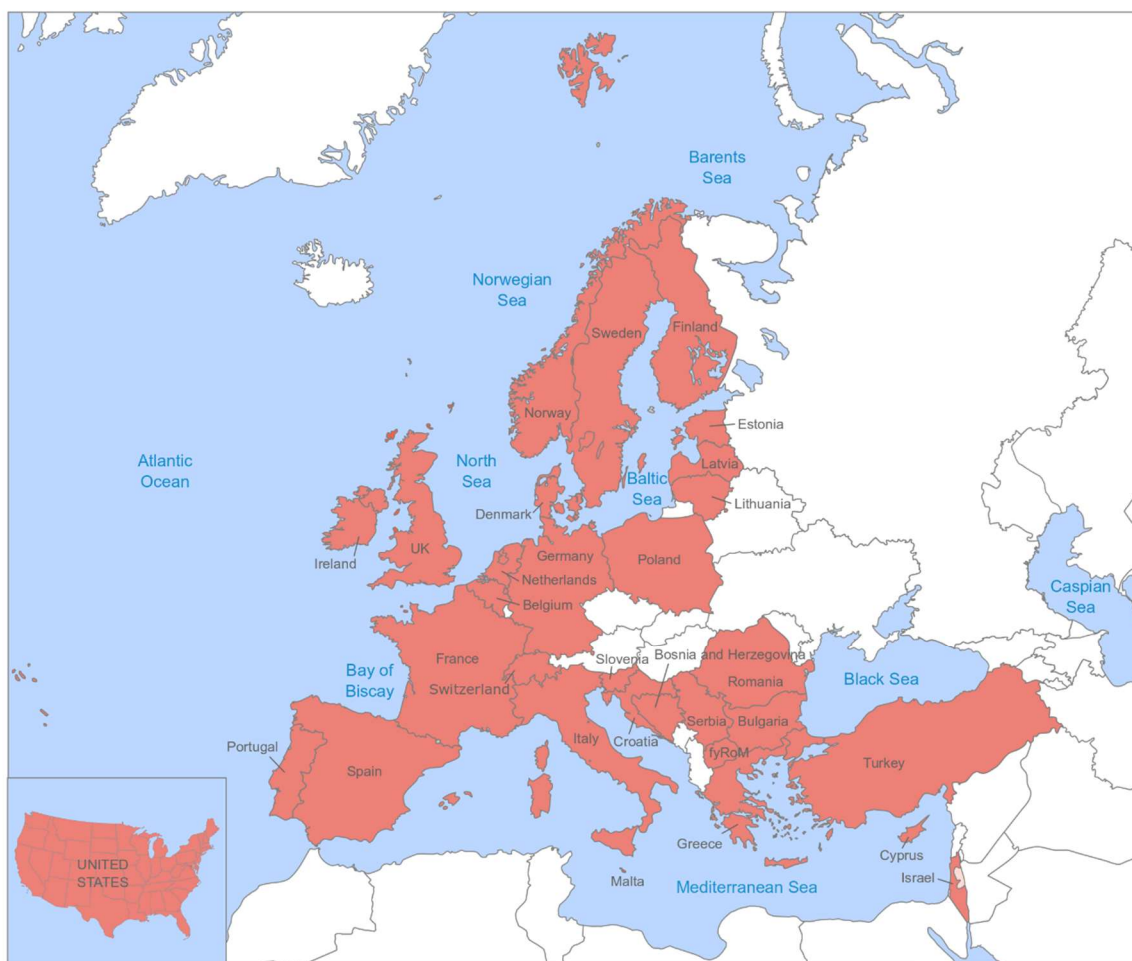 Barents
Sea
Norwegian
Sea
Sweden
Finland
Norway
Estonia
Atlantic
Ocean
North
Sea
Latvia
Baltic
Sea
Lithuania
Denmark
UK
Ireland
Germany
Poland
Netherlands
Belgium
Caspian
Sea
France
Slovenia
Bosnia and Herzegovina
Bay of
Biscay
Switzerland
Romania
Black Sea
Serbia
Bulgaria
Portugal
Italy
Croatia
fyRoM
Spain
Turkey
Greece
Cyprus
UNITED
STATES
Malta
Mediterranean Sea
Israel